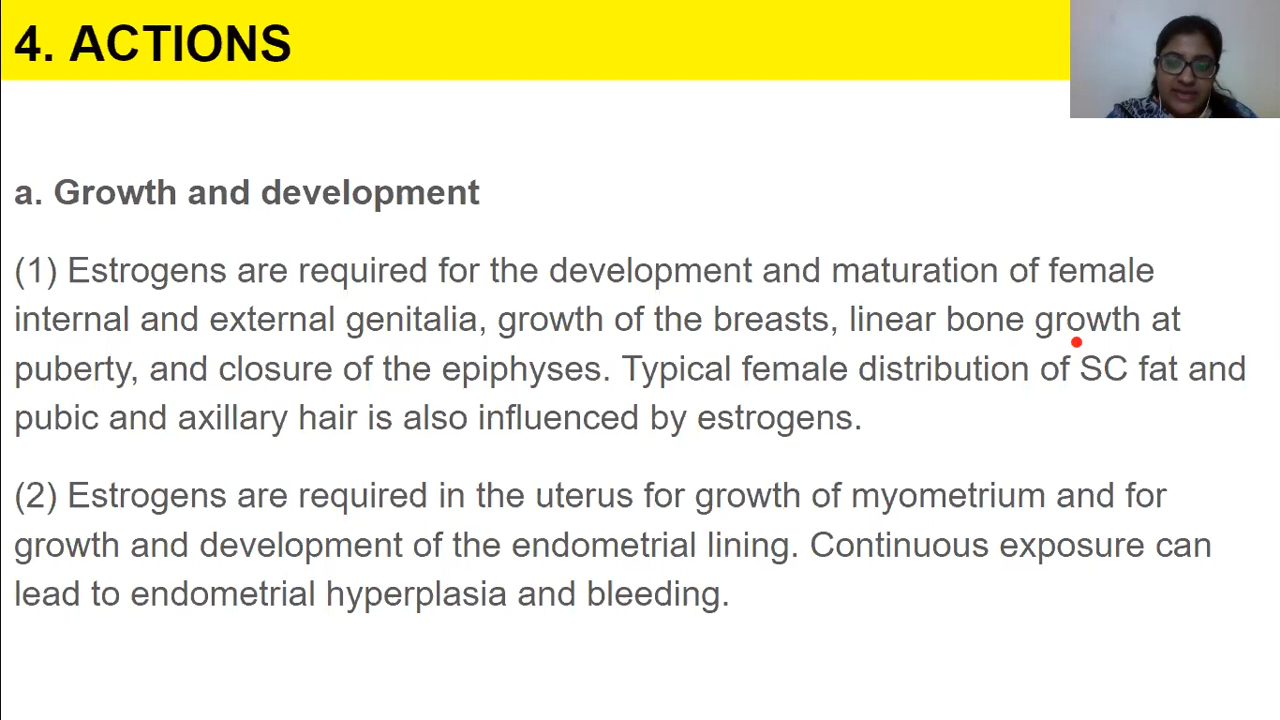 4. ACTIONS
a. Growth and development
(1) Estrogens are required for the development and maturation of female
internal and external genitalia, growth of the breasts, linear bone growth at
puberty, and closure of the epiphyses. Typical female distribution of SC fat and
pubic and axillary hair is also influenced by estrogens.
(2) Estrogens are required in the uterus for growth of myometrium and for
growth and development of the endometrial lining. Continuous exposure can
lead to endometrial hyperplasia and bleeding.